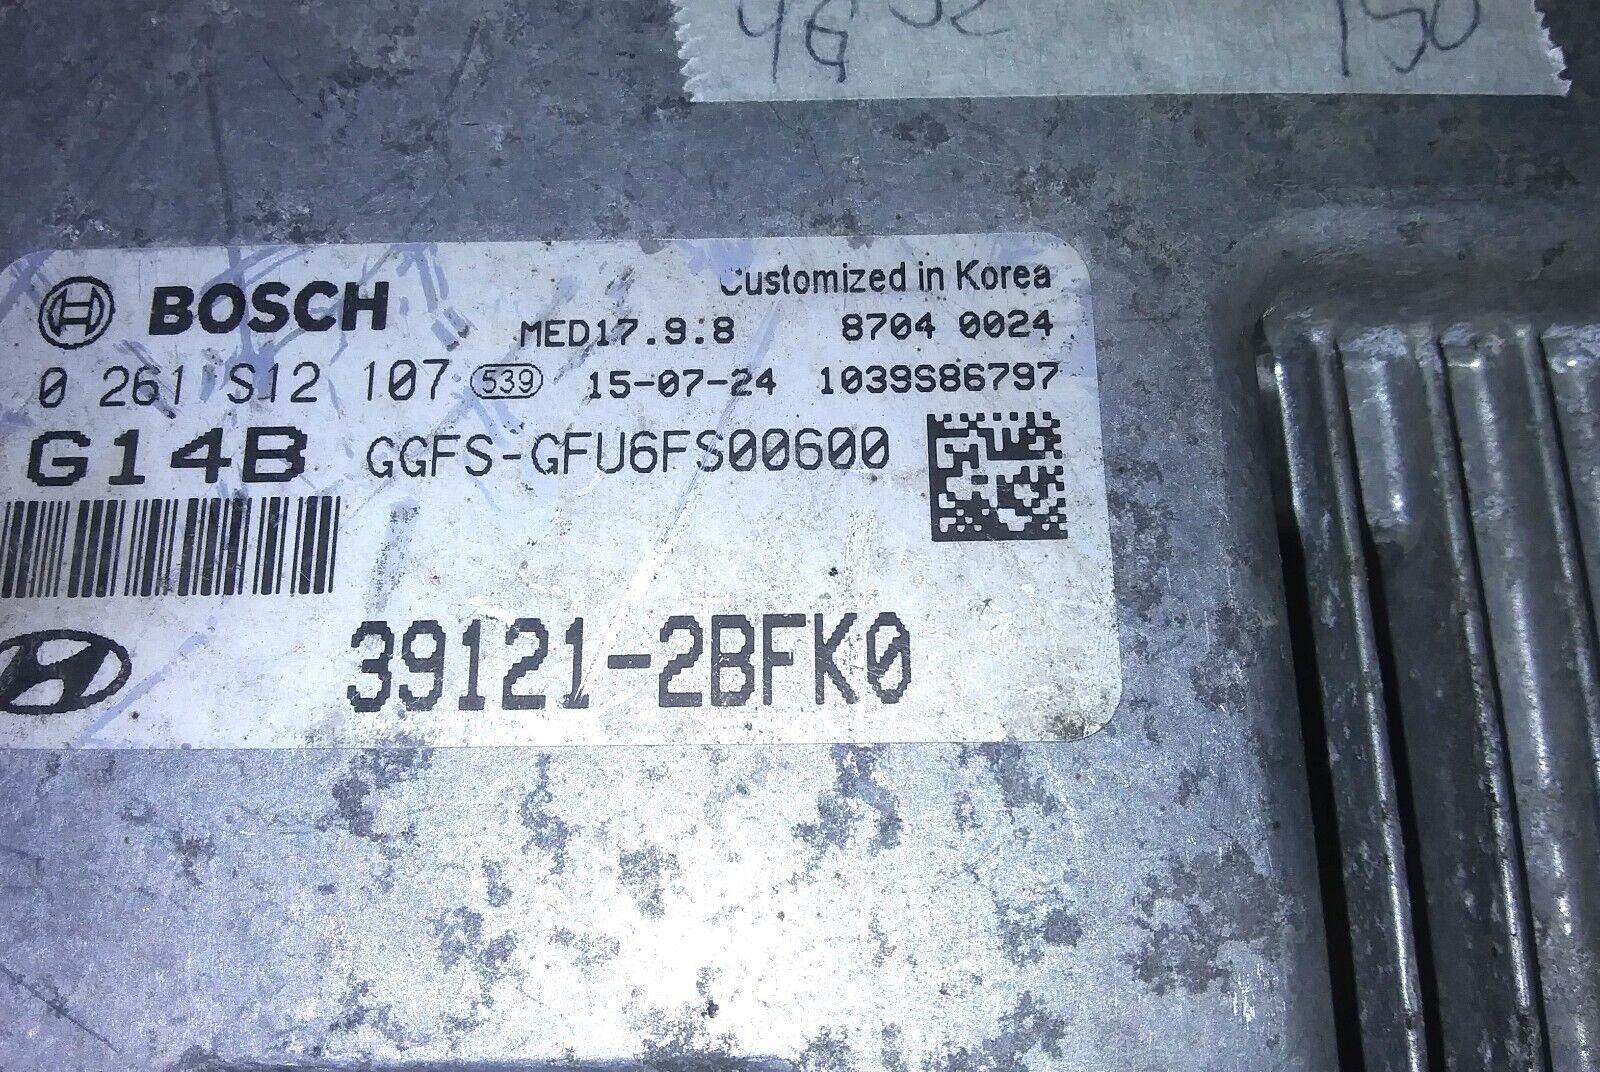 150
BOSCH
Customized in Korea
MED17.9.8 8704 0024
0 261 S12 107 539 15-07-24 1039S86797
G14B GGFS-GFU6FS00600
39121-2BFK0